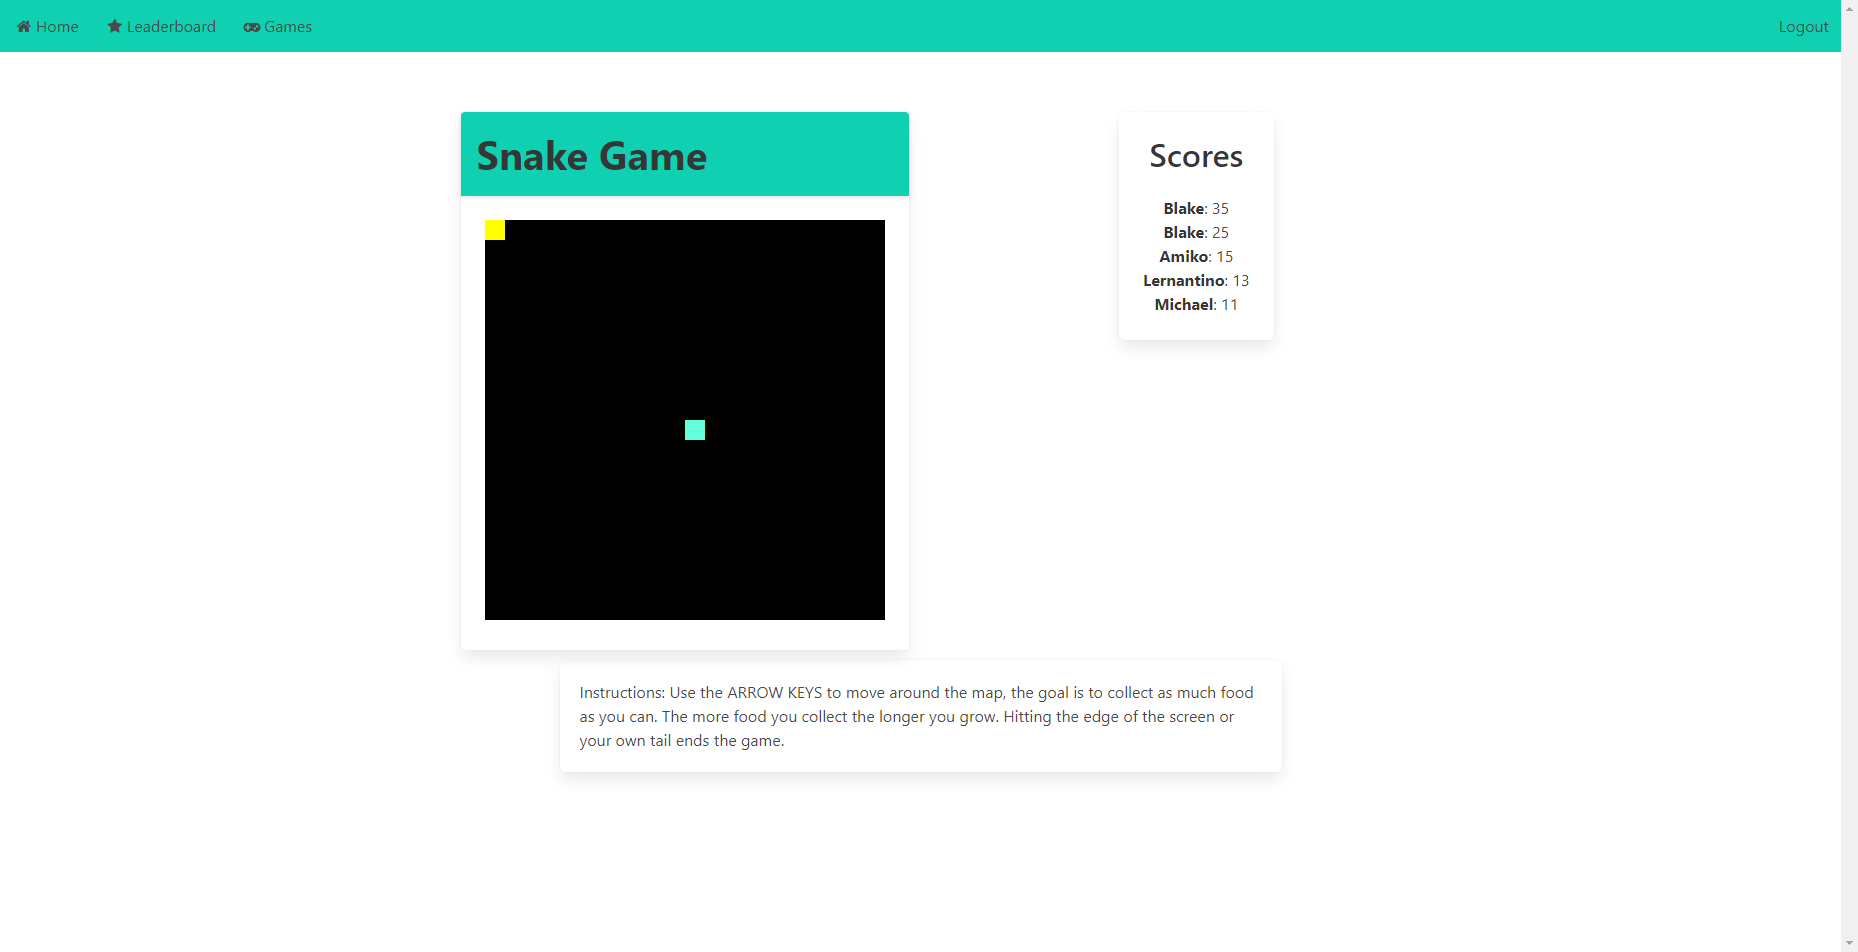 Home Leaderboard Games Logout
Snake Game
Scores
Blake: 35
Blake: 25
Amiko: 15
Lernantino: 13
Michael: 11
Instructions: Use the ARROW KEYS to move around the map, the goal is to collect as much food
as you can. The more food you collect the longer you grow. Hitting the edge of the screen or
your own tail ends the game.